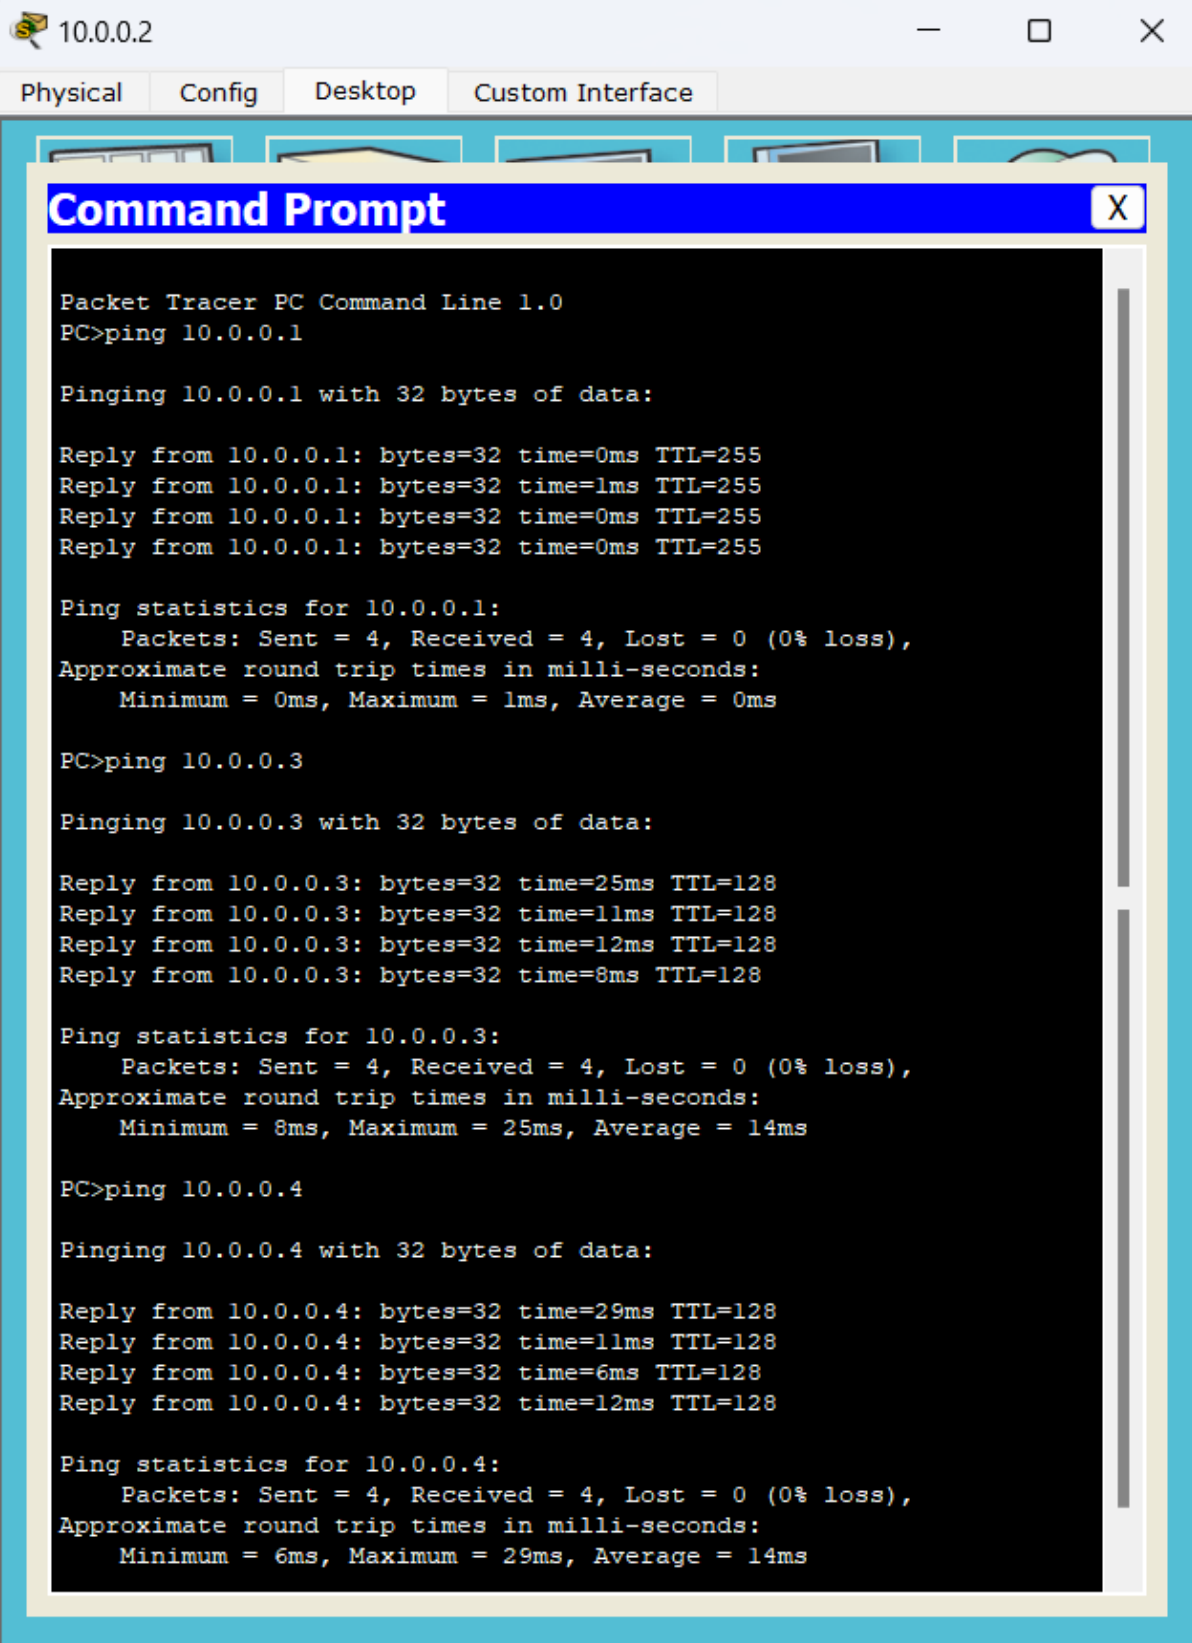 10.0.0.2
Physical Config Desktop Custom Interface
Command Prompt X
Packet Tracer PC Command Line 1.0
PC>ping 10.0.0.1
Pinging 10.0.0.1 with 32 bytes of data:
Reply from 10.0.0.1: bytes=32 time=0ms TTL=255
Reply from 10.0.0.1: bytes=32 time=1ms TTL=255
Reply from 10.0.0.1: bytes=32 time=0ms TTL=255
Reply from 10.0.0.1: bytes=32 time=0ms TTL=255
Ping statistics for 10.0.0.1:
    Packets: Sent = 4, Received = 4, Lost = 0 (0% loss),
Approximate round trip times in milli-seconds:
    Minimum = 0ms, Maximum = 1ms, Average = 0ms
PC>ping 10.0.0.3
Pinging 10.0.0.3 with 32 bytes of data:
Reply from 10.0.0.3: bytes=32 time=25ms TTL=128
Reply from 10.0.0.3: bytes=32 time=11ms TTL=128
Reply from 10.0.0.3: bytes=32 time=12ms TTL=128
Reply from 10.0.0.3: bytes=32 time=8ms TTL=128
Ping statistics for 10.0.0.3:
    Packets: Sent = 4, Received = 4, Lost = 0 (0% loss),
Approximate round trip times in milli-seconds:
    Minimum = 8ms, Maximum = 25ms, Average = 14ms
PC>ping 10.0.0.4
Pinging 10.0.0.4 with 32 bytes of data:
Reply from 10.0.0.4: bytes=32 time=29ms TTL=128
Reply from 10.0.0.4: bytes=32 time=11ms TTL=128
Reply from 10.0.0.4: bytes=32 time=6ms TTL=128
Reply from 10.0.0.4: bytes=32 time=12ms TTL=128
Ping statistics for 10.0.0.4:
    Packets: Sent = 4, Received = 4, Lost = 0 (0% loss),
Approximate round trip times in milli-seconds:
    Minimum = 6ms, Maximum = 29ms, Average = 14ms